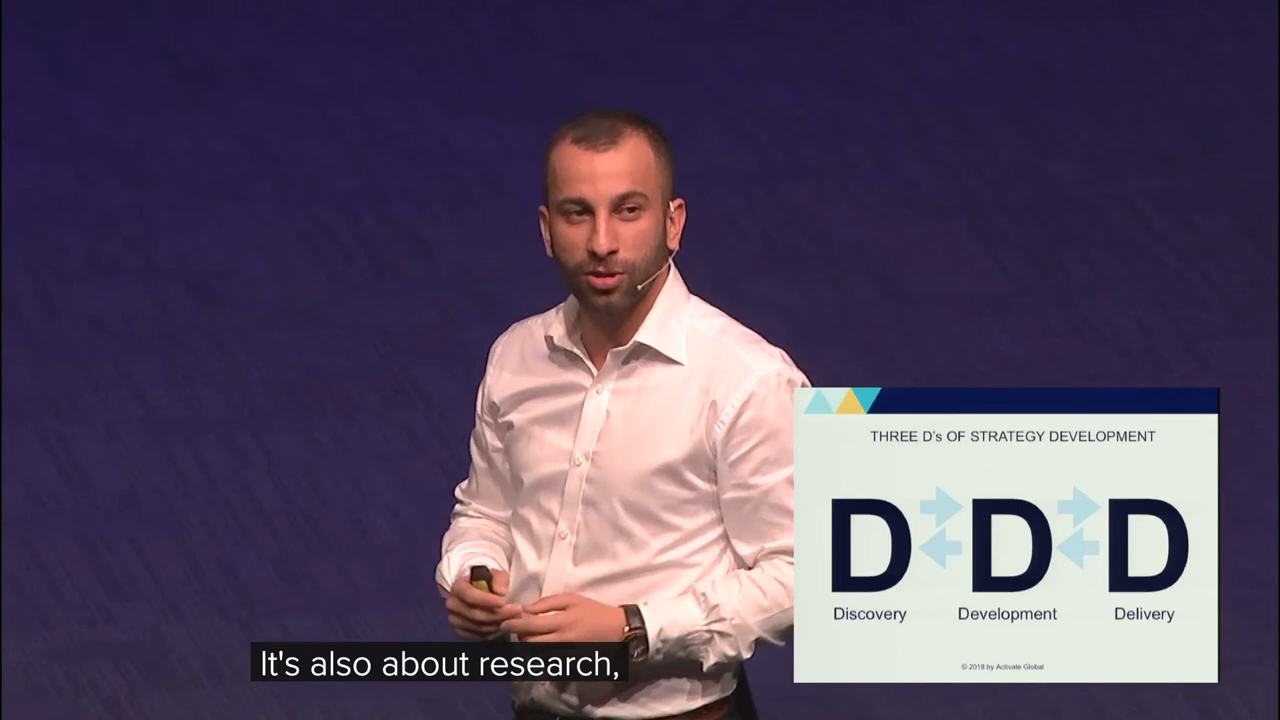 THREE D's OF STRATEGY DEVELOPMENT
D D D
Discovery Development Delivery
© 2018 by Activate Global
It's also about research,